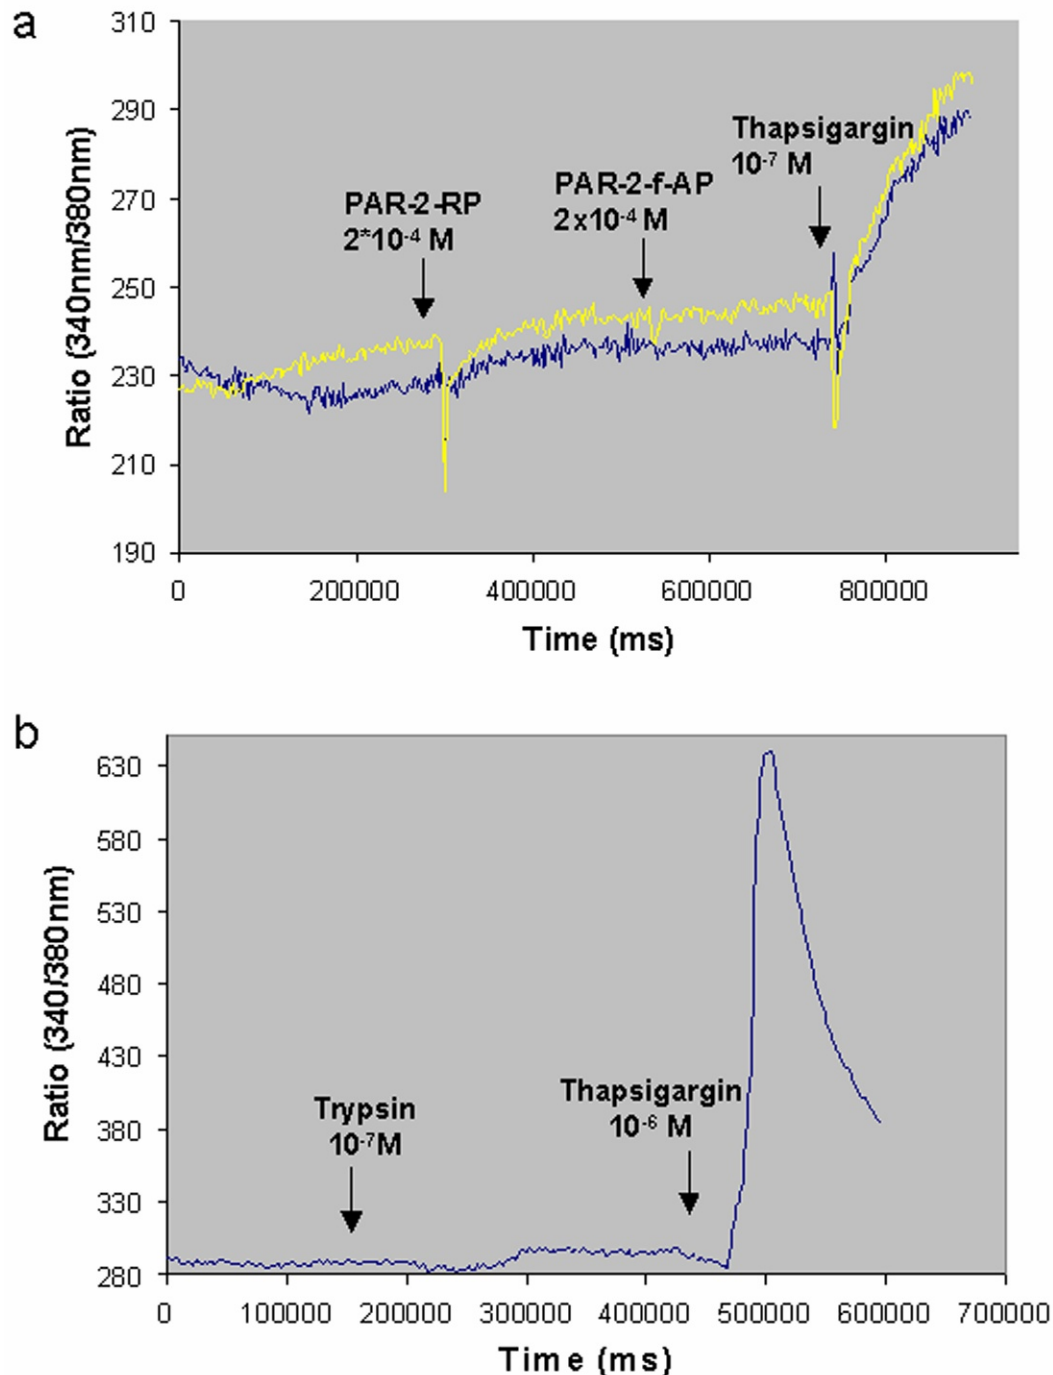 a
310
290
270
250
230
210
190
Ratio (340nm/380nm)
PAR-2-RP
2*10⁻⁴ M
PAR-2-f-AP
2x10⁻⁴ M
Thapsigargin
10⁻⁷ M
0 200000 400000 600000 800000
Time (ms)
b
630
580
530
480
430
380
330
280
Ratio (340/380nm)
Trypsin
10⁻⁷M
Thapsigargin
10⁻⁶ M
0 100000 200000 300000 400000 500000 600000 700000
Time (ms)